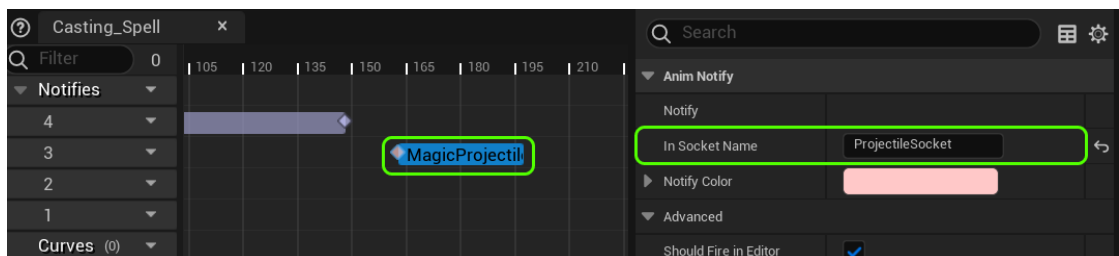 Casting_Spell
Filter 0
105 120 135 150 165 180 195 210
Notifies
4
3
MagicProjectil
2
1
Curves (0)
Search
Anim Notify
Notify
In Socket Name ProjectileSocket
Notify Color
Advanced
Should Fire in Editor